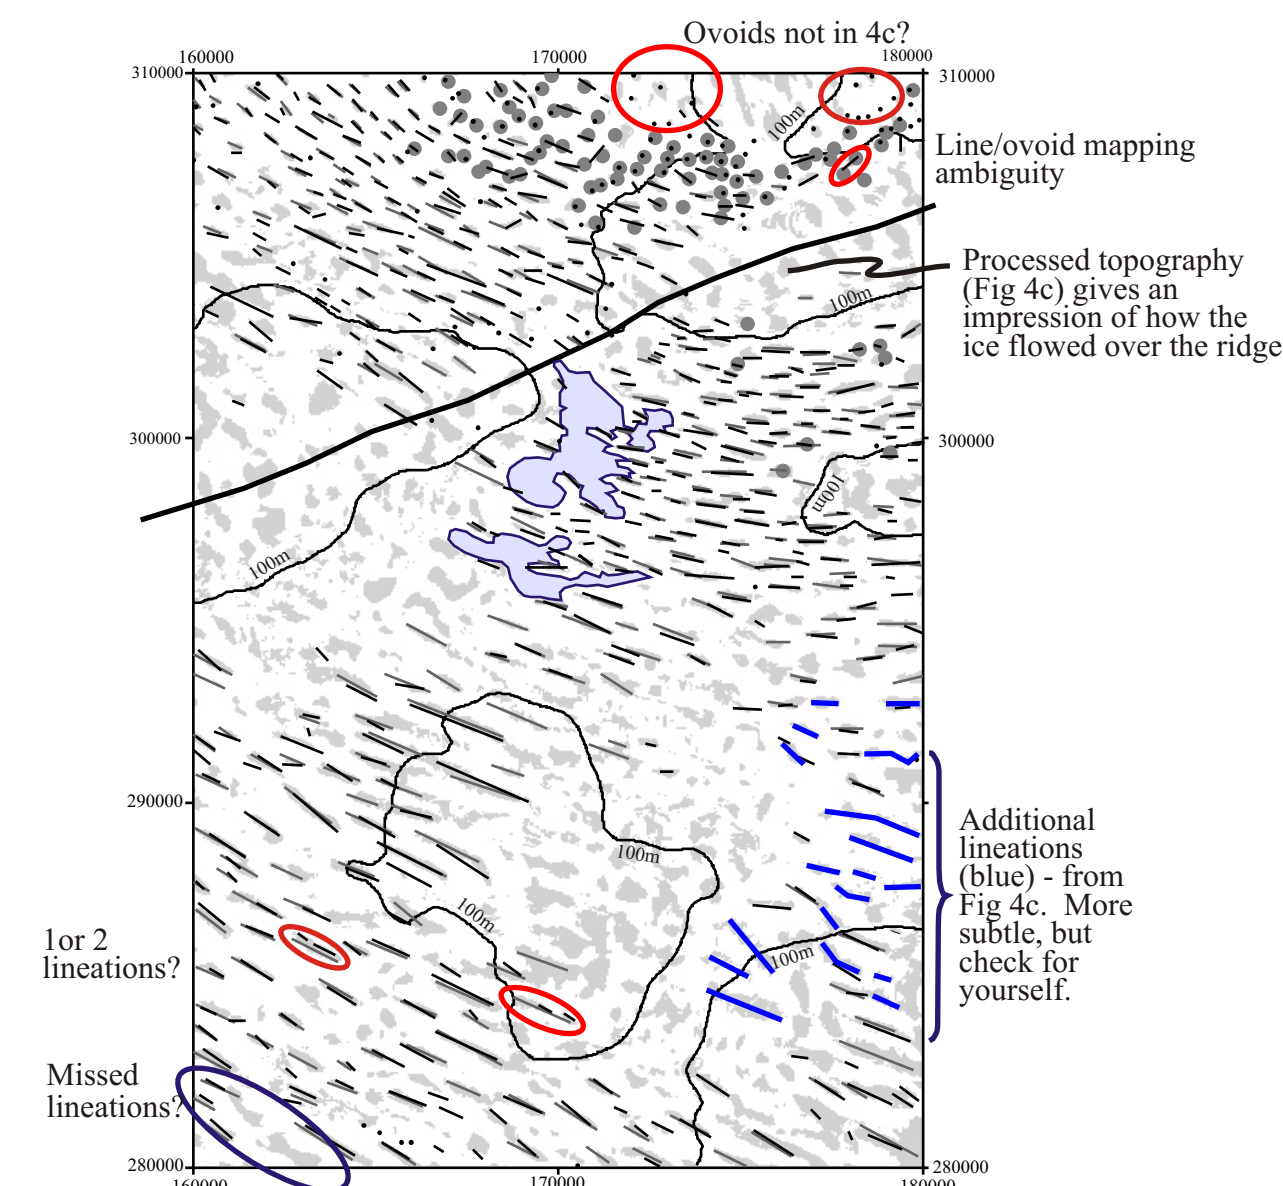 Ovoids not in 4c?
160000
170000
180000
310000
310000
100m
Line/ovoid mapping
ambiguity
Processed topography
(Fig 4c) gives an
impression of how the
ice flowed over the ridge
100m
300000
300000
100m
100m
290000
100m
Additional
lineations
(blue) - from
Fig 4c. More
subtle, but
check for
yourself.
100m
1or 2
lineations?
100m
Missed
lineations?
280000
280000
160000
170000
180000